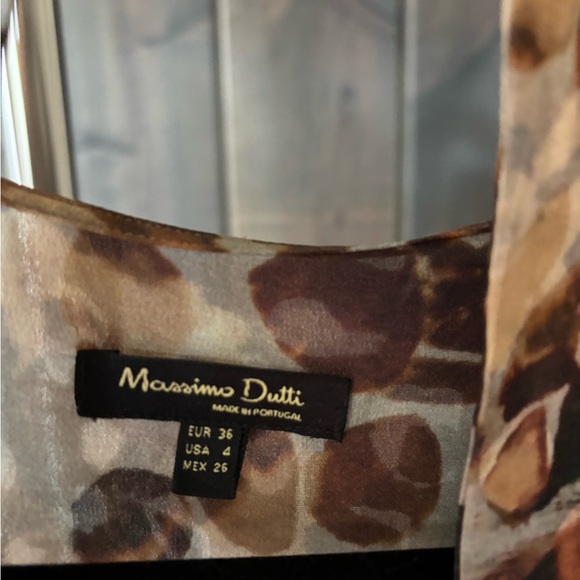 Massimo Dutti
MADE IN PORTUGAL
EUR 36
USA 4
MEX 26